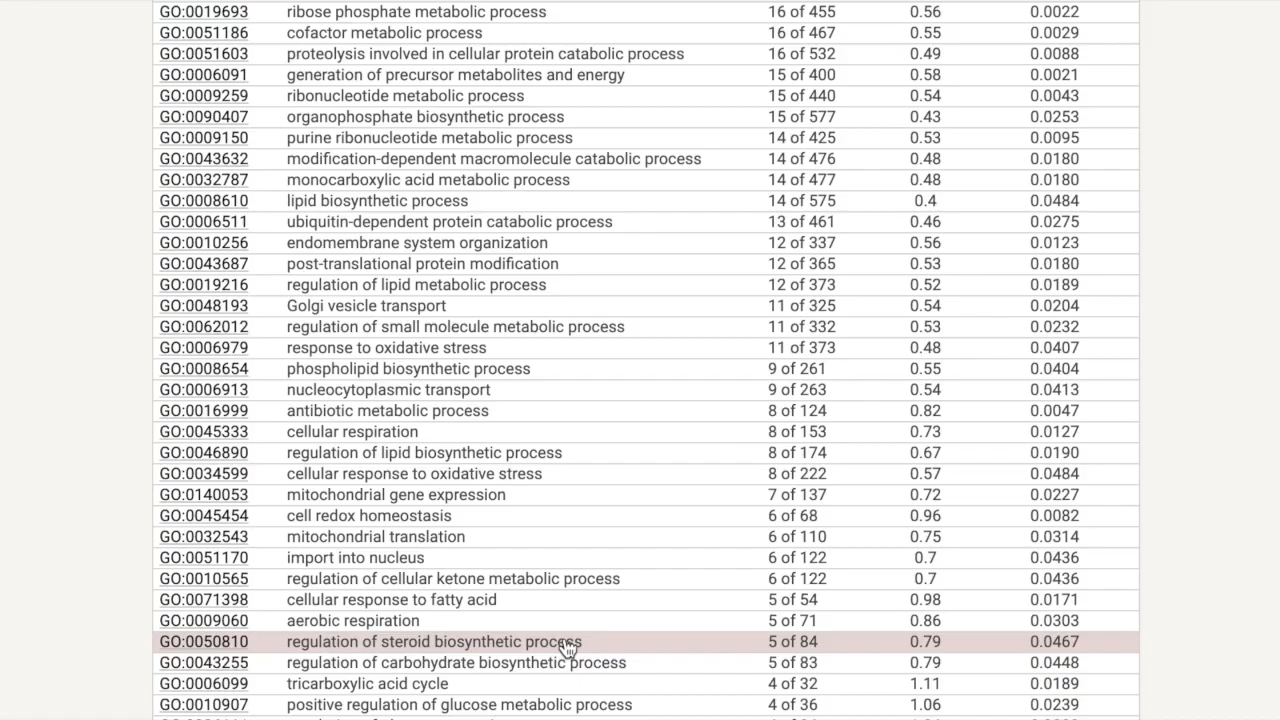 GO:0019693 ribose phosphate metabolic process 16 of 455 0.56 0.0022
GO:0051186 cofactor metabolic process 16 of 467 0.55 0.0029
GO:0051603 proteolysis involved in cellular protein catabolic process 16 of 532 0.49 0.0088
GO:0006091 generation of precursor metabolites and energy 15 of 400 0.58 0.0021
GO:0009259 ribonucleotide metabolic process 15 of 440 0.54 0.0043
GO:0090407 organophosphate biosynthetic process 15 of 577 0.43 0.0253
GO:0009150 purine ribonucleotide metabolic process 14 of 425 0.53 0.0095
GO:0043632 modification-dependent macromolecule catabolic process 14 of 476 0.48 0.0180
GO:0032787 monocarboxylic acid metabolic process 14 of 477 0.48 0.0180
GO:0008610 lipid biosynthetic process 14 of 575 0.4 0.0484
GO:0006511 ubiquitin-dependent protein catabolic process 13 of 461 0.46 0.0275
GO:0010256 endomembrane system organization 12 of 337 0.56 0.0123
GO:0043687 post-translational protein modification 12 of 365 0.53 0.0180
GO:0019216 regulation of lipid metabolic process 12 of 373 0.52 0.0189
GO:0048193 Golgi vesicle transport 11 of 325 0.54 0.0204
GO:0062012 regulation of small molecule metabolic process 11 of 332 0.53 0.0232
GO:0006979 response to oxidative stress 11 of 373 0.48 0.0407
GO:0008654 phospholipid biosynthetic process 9 of 261 0.55 0.0404
GO:0006913 nucleocytoplasmic transport 9 of 263 0.54 0.0413
GO:0016999 antibiotic metabolic process 8 of 124 0.82 0.0047
GO:0045333 cellular respiration 8 of 153 0.73 0.0127
GO:0046890 regulation of lipid biosynthetic process 8 of 174 0.67 0.0190
GO:0034599 cellular response to oxidative stress 8 of 222 0.57 0.0484
GO:0140053 mitochondrial gene expression 7 of 137 0.72 0.0227
GO:0045454 cell redox homeostasis 6 of 68 0.96 0.0082
GO:0032543 mitochondrial translation 6 of 110 0.75 0.0314
GO:0051170 import into nucleus 6 of 122 0.7 0.0436
GO:0010565 regulation of cellular ketone metabolic process 6 of 122 0.7 0.0436
GO:0071398 cellular response to fatty acid 5 of 54 0.98 0.0171
GO:0009060 aerobic respiration 5 of 71 0.86 0.0303
GO:0050810 regulation of steroid biosynthetic process 5 of 84 0.79 0.0467
GO:0043255 regulation of carbohydrate biosynthetic process 5 of 83 0.79 0.0448
GO:0006099 tricarboxylic acid cycle 4 of 32 1.11 0.0189
GO:0010907 positive regulation of glucose metabolic process 4 of 36 1.06 0.0239